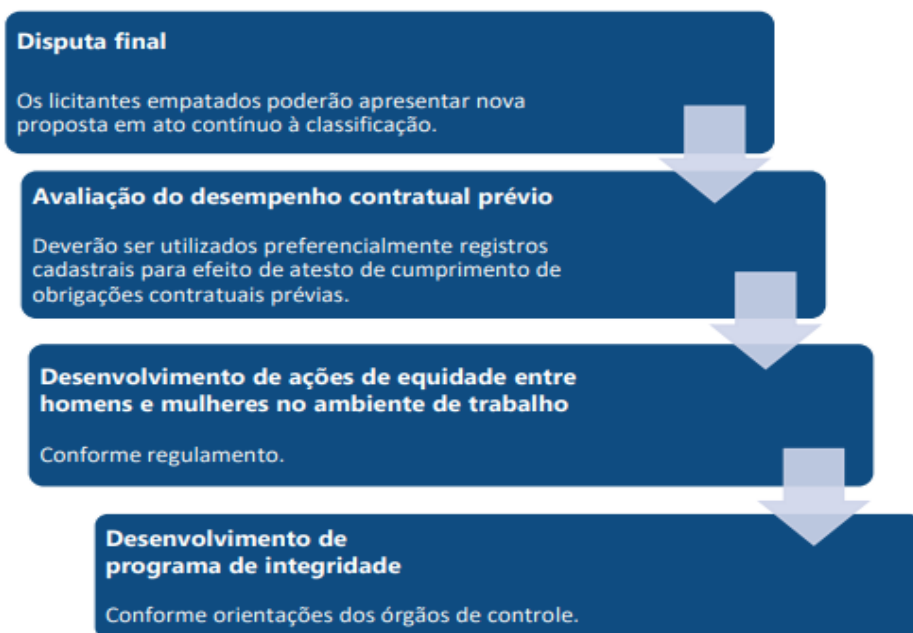 Disputa final
Os licitantes empatados poderão apresentar nova
proposta em ato contínuo à classificação.
Avaliação do desempenho contratual prévio
Deverão ser utilizados preferencialmente registros
cadastrais para efeito de atesto de cumprimento de
obrigações contratuais prévias.
Desenvolvimento de ações de equidade entre
homens e mulheres no ambiente de trabalho
Conforme regulamento.
Desenvolvimento de
programa de integridade
Conforme orientações dos órgãos de controle.